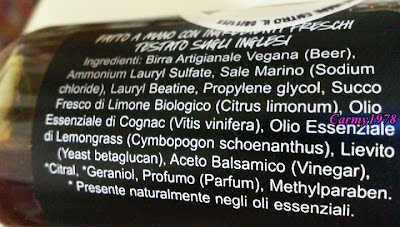 FATTO A MANO CON INGREDIENTI FRESCHI
TESTATO SUGLI INGLESI
Ingredienti: Birra Artigianale Vegana (Beer),
Ammonium Lauryl Sulfate, Sale Marino (Sodium
chloride), Lauryl Beatine, Propylene glycol, Succo
Fresco di Limone Biologico (Citrus limonum), Olio
Essenziale di Cognac (Vitis vinifera), Olio Essenziale
di Lemongrass (Cymbopogon schoenanthus), Lievito
(Yeast betaglucan), Aceto Balsamico (Vinegar),
*Citral, *Geraniol, Profumo (Parfum), Methylparaben.
* Presente naturalmente negli oli essenziali.
Carmy1978